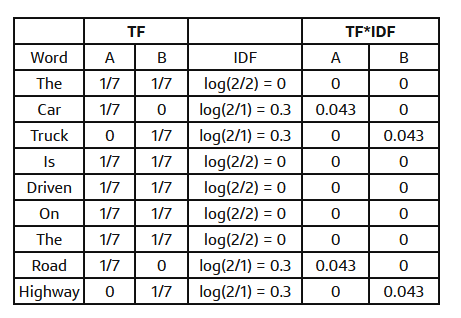 TF TF*IDF
Word A B IDF A B
The 1/7 1/7 log(2/2) = 0 0 0
Car 1/7 0 log(2/1) = 0.3 0.043 0
Truck 0 1/7 log(2/1) = 0.3 0 0.043
Is 1/7 1/7 log(2/2) = 0 0 0
Driven 1/7 1/7 log(2/2) = 0 0 0
On 1/7 1/7 log(2/2) = 0 0 0
The 1/7 1/7 log(2/2) = 0 0 0
Road 1/7 0 log(2/1) = 0.3 0.043 0
Highway 0 1/7 log(2/1) = 0.3 0 0.043